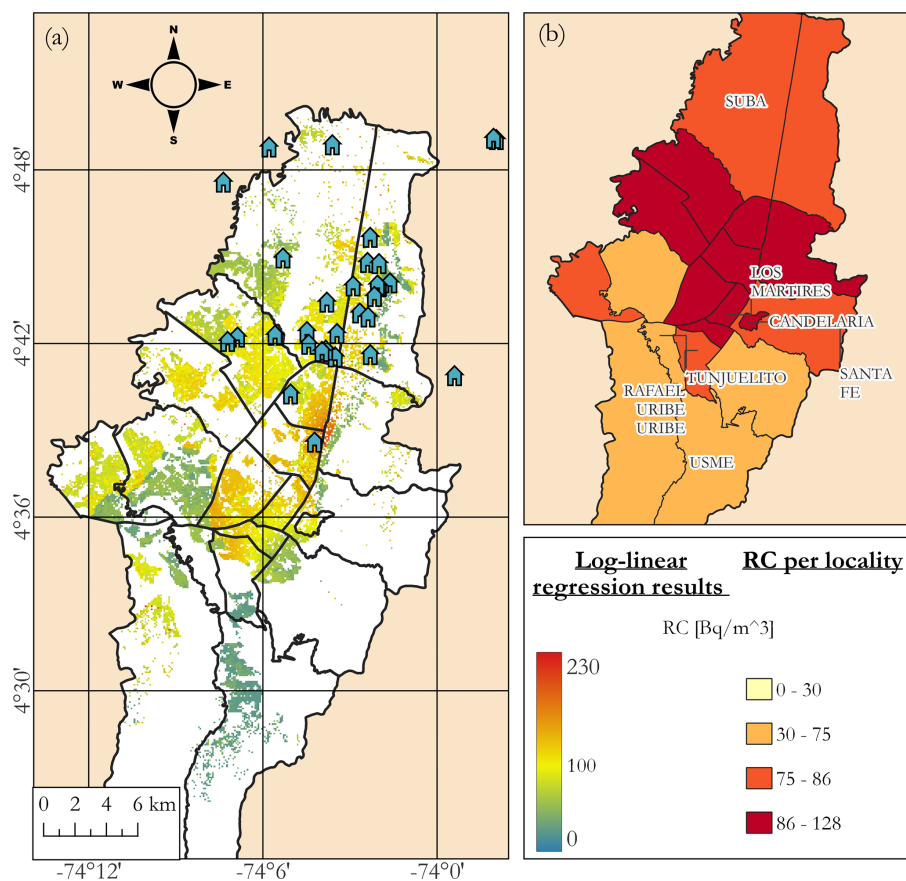 (a)
N
W
E
S
4°48'
4°42'
4°36'
4°30'
0 2 4 6 km
-74°12'
-74°6'
-74°0'
(b)
SUBA
LOS
MARTIRES
CANDELARIA
SANTA
FE
TUNJUELITO
RAFAEL
URIBE
URIBE
USME
Log-linear
regression results
RC per locality
RC [Bq/m^3]
230
100
0
0 - 30
30 - 75
75 - 86
86 - 128